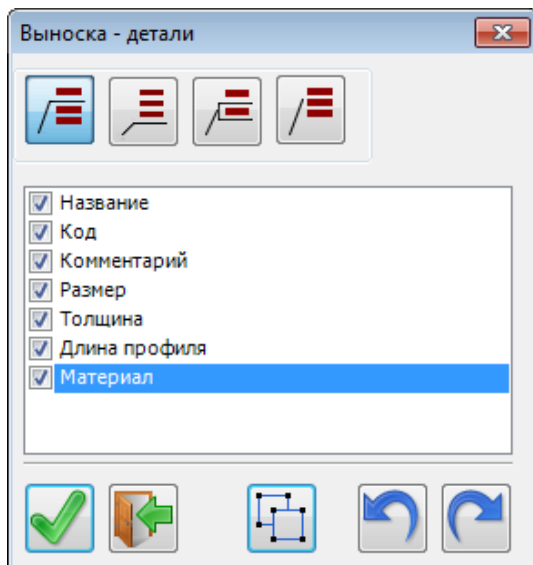 Выноска - детали
Название
Код
Комментарий
Размер
Толщина
Длина профиля
Материал